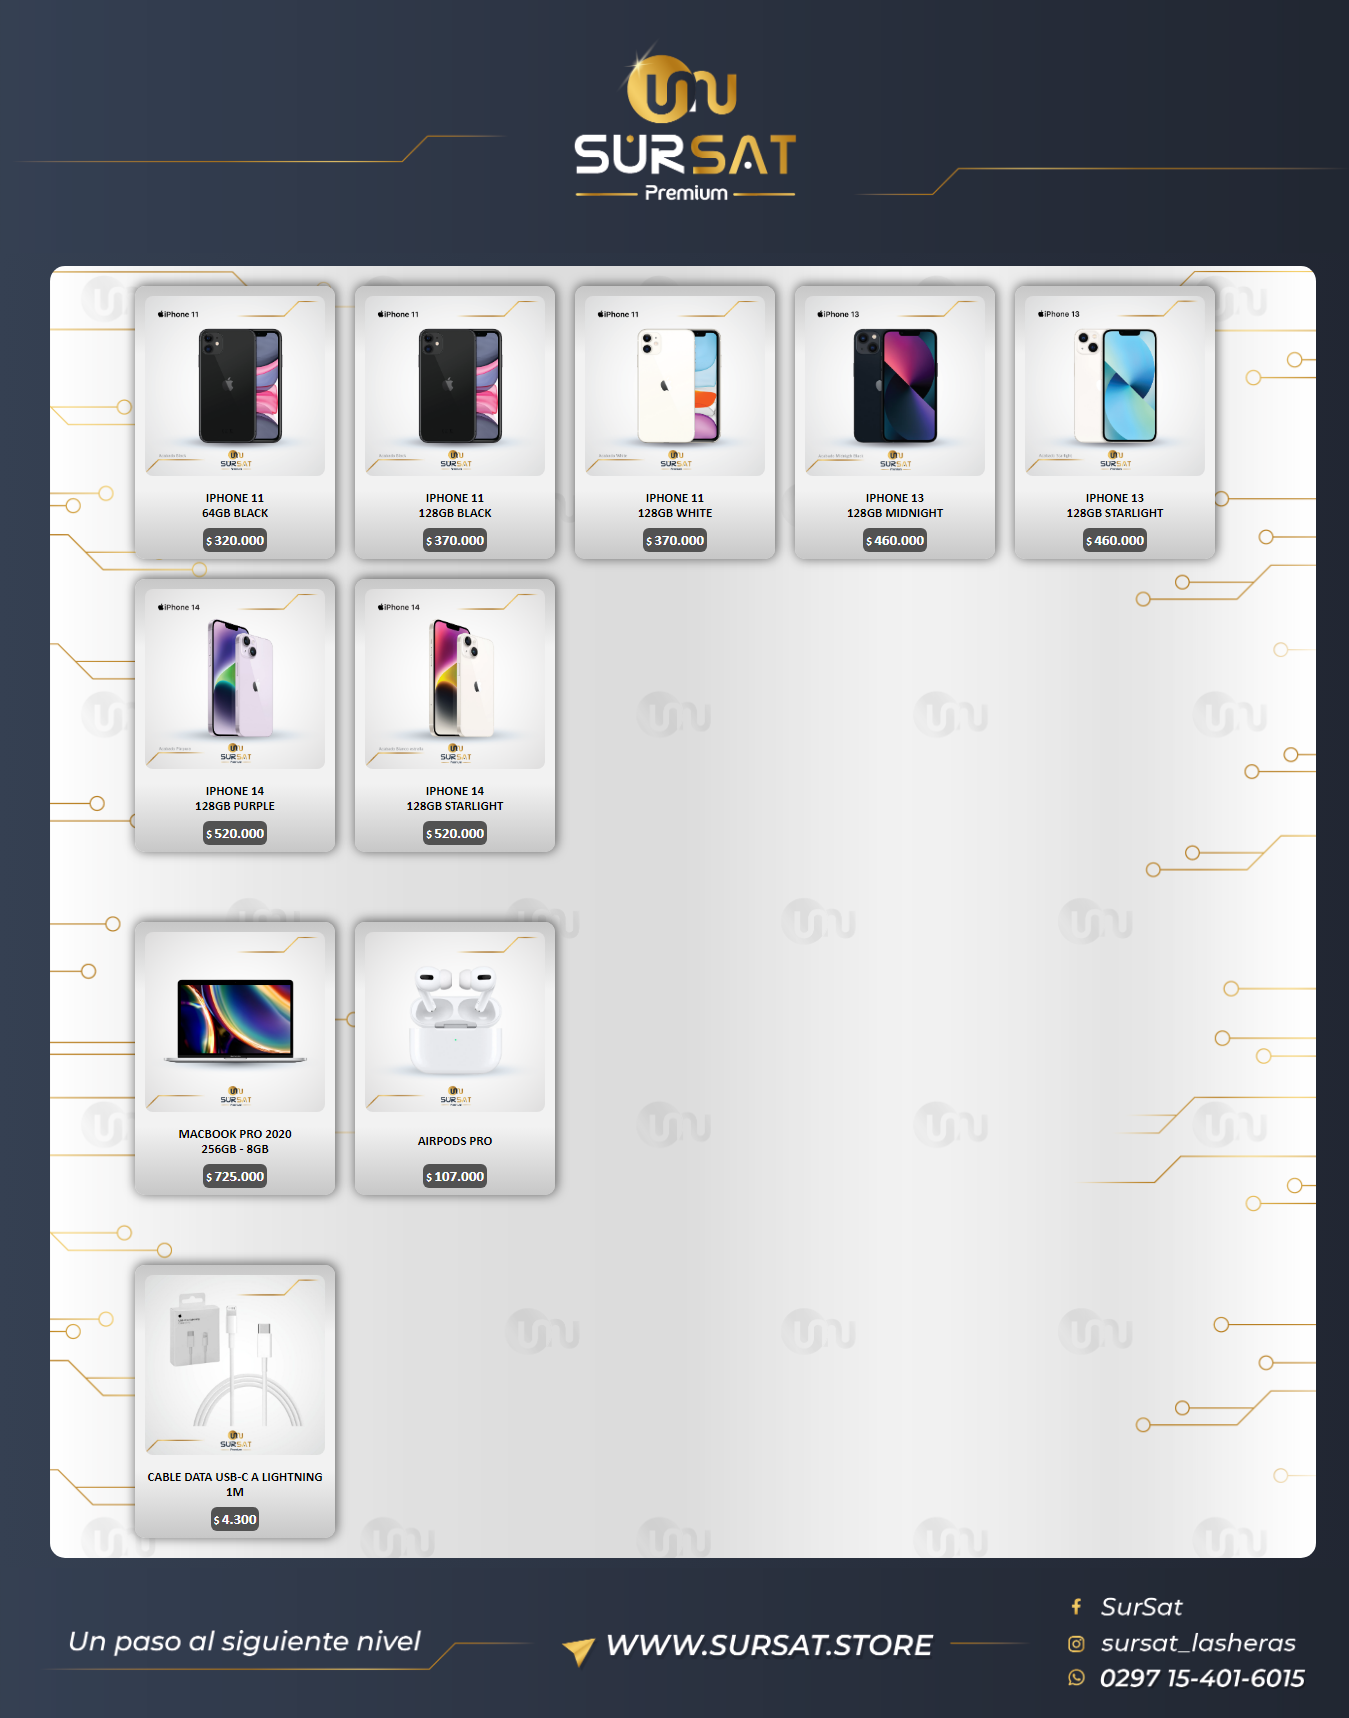 SURSAT
Premium
iPhone 11
SURSAT
IPHONE 11
64GB BLACK
$ 320.000
iPhone 11
SURSAT
IPHONE 11
128GB BLACK
$ 370.000
iPhone 11
SURSAT
IPHONE 11
128GB WHITE
$ 370.000
iPhone 13
SURSAT
IPHONE 13
128GB MIDNIGHT
$ 460.000
iPhone 13
SURSAT
IPHONE 13
128GB STARLIGHT
$ 460.000
iPhone 14
SURSAT
IPHONE 14
128GB PURPLE
$ 520.000
iPhone 14
SURSAT
IPHONE 14
128GB STARLIGHT
$ 520.000
SURSAT
MACBOOK PRO 2020
256GB - 8GB
$ 725.000
SURSAT
AIRPODS PRO
$ 107.000
SURSAT
CABLE DATA USB-C A LIGHTNING
1M
$ 4.300
Un paso al siguiente nivel
WWW.SURSAT.STORE
SurSat
sursat_lasheras
0297 15-401-6015